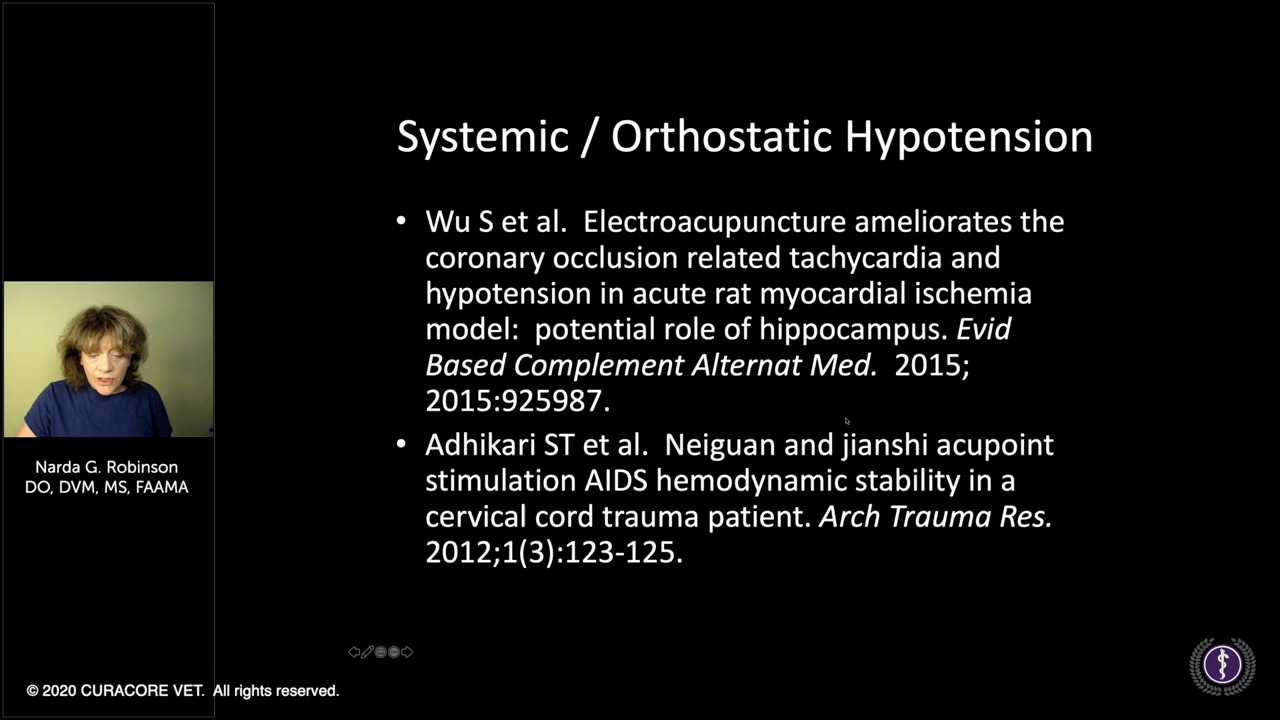 Systemic / Orthostatic Hypotension
• Wu S et al.  Electroacupuncture ameliorates the
coronary occlusion related tachycardia and
hypotension in acute rat myocardial ischemia
model:  potential role of hippocampus. Evid
Based Complement Alternat Med.  2015;
2015:925987.
• Adhikari ST et al.  Neiguan and jianshi acupoint
stimulation AIDS hemodynamic stability in a
cervical cord trauma patient. Arch Trauma Res.
2012;1(3):123-125.
Narda G. Robinson
DO, DVM, MS, FAAMA
© 2020 CURACORE VET.  All rights reserved.